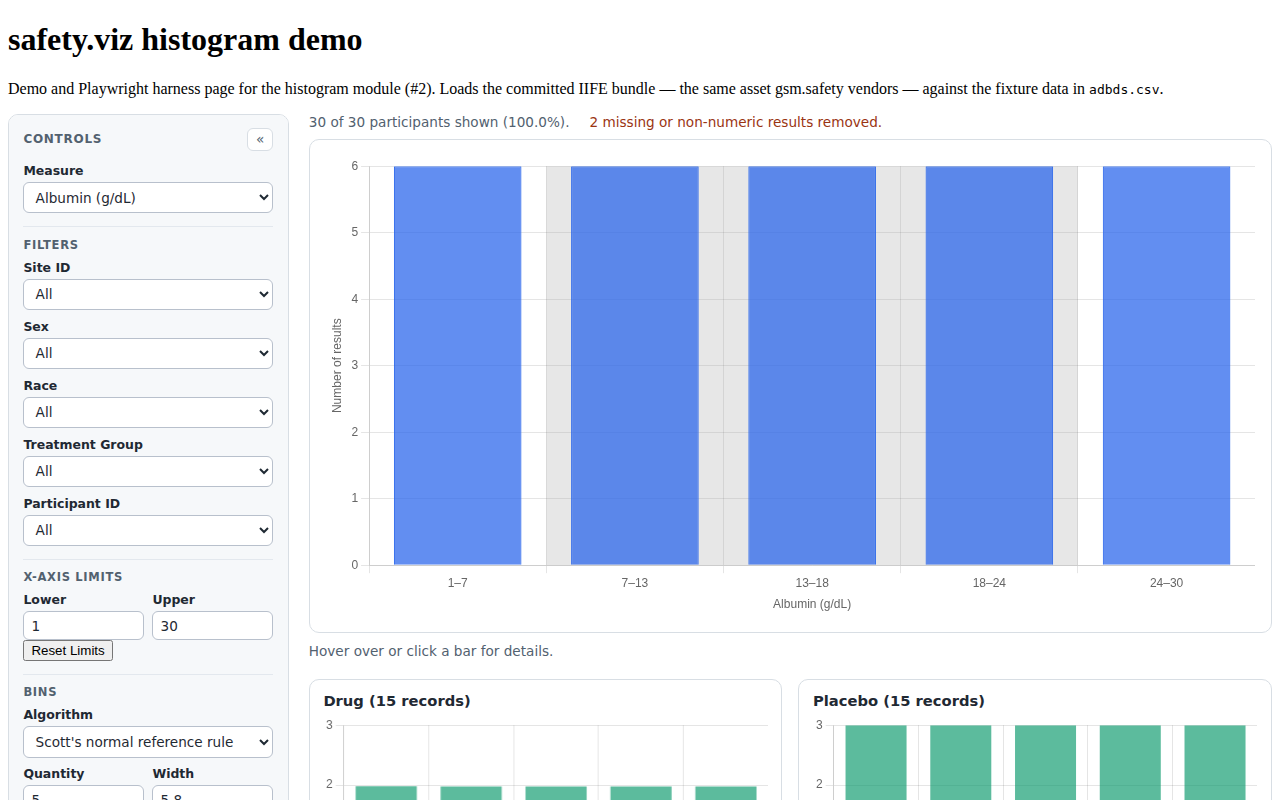 safety.viz histogram demo
Demo and Playwright harness page for the histogram module (#2). Loads the committed IIFE bundle — the same asset gsm.safety vendors — against the fixture data in adbds.csv.
CONTROLS
«
Measure
Albumin (g/dL)
FILTERS
Site ID
All
Sex
All
Race
All
Treatment Group
All
Participant ID
All
X-AXIS LIMITS
Lower
Upper
1
30
Reset Limits
BINS
Algorithm
Scott's normal reference rule
Quantity
Width
5
5.8
30 of 30 participants shown (100.0%).
2 missing or non-numeric results removed.
6
5
4
3
2
1
0
Number of results
1–7
7–13
13–18
18–24
24–30
Albumin (g/dL)
Hover over or click a bar for details.
Drug (15 records)
3
2
Placebo (15 records)
3
2